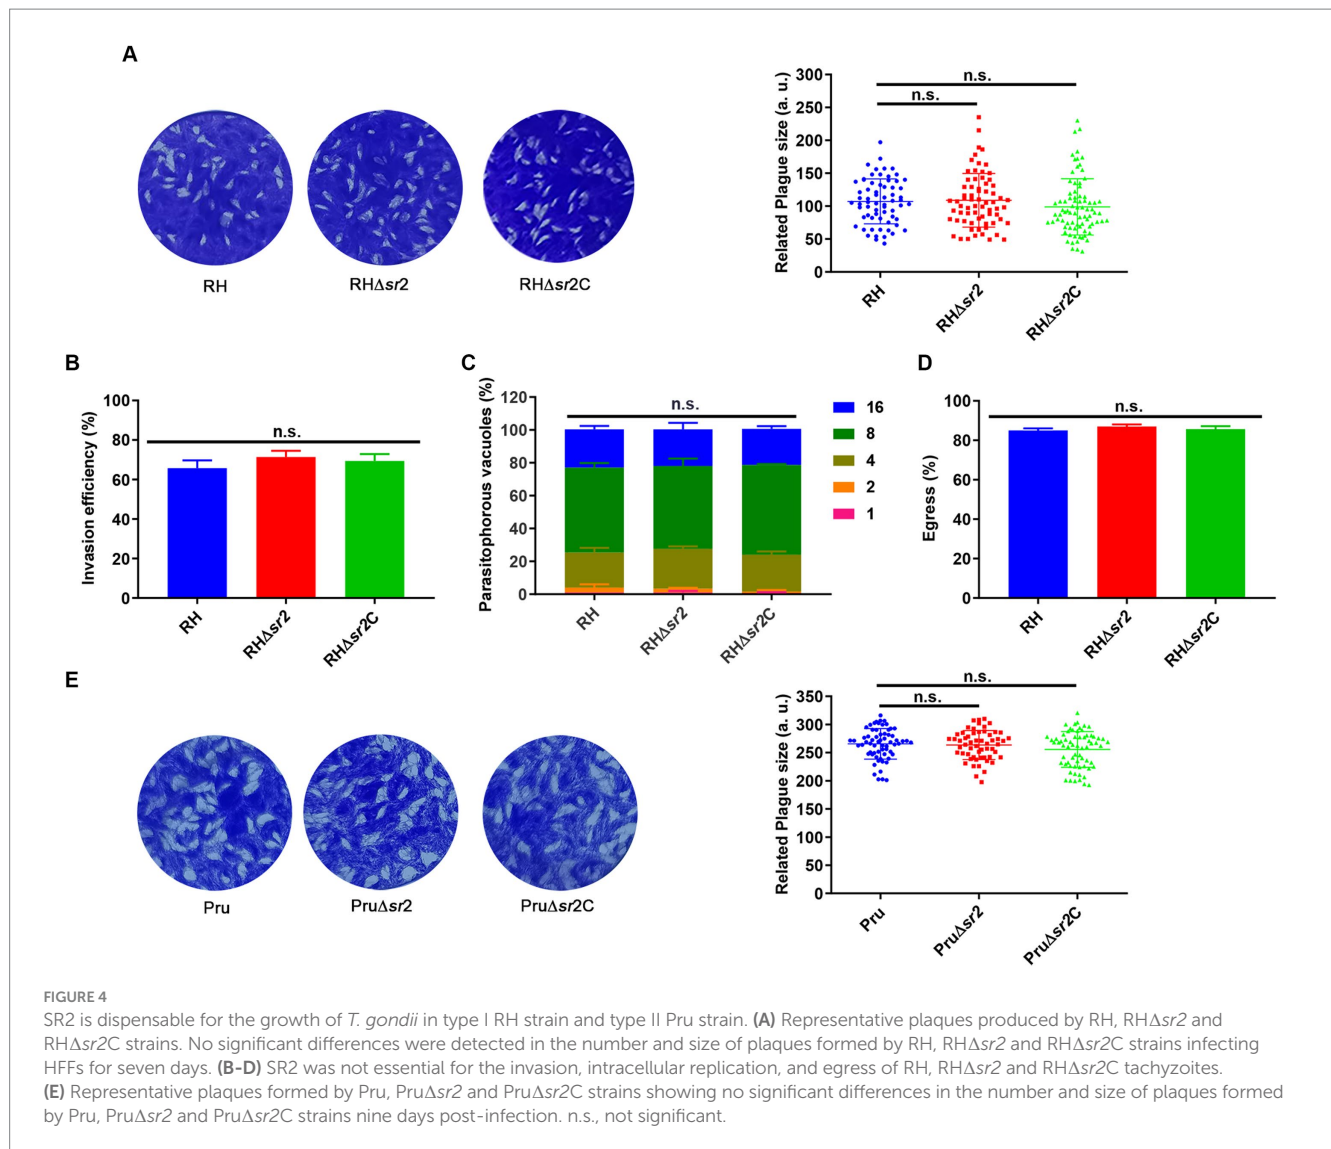 A
RH
RHΔsr2
RHΔsr2C
Related Plague size (a. u.)
300
250
200
150
100
50
0
n.s.
n.s.
RH
RHΔsr2
RHΔsr2C
B
Invasion efficiency (%)
100
80
60
40
20
0
n.s.
RH
RHΔsr2
RHΔsr2C
C
Parasitophorous vacuoles (%)
120
100
80
60
40
20
0
n.s.
RH
RHΔsr2
RHΔsr2C
16
8
4
2
1
D
Egress (%)
100
80
60
40
20
0
n.s.
RH
RHΔsr2
RHΔsr2C
E
Pru
PruΔsr2
PruΔsr2C
Related Plague size (a. u.)
350
300
250
200
150
100
50
0
n.s.
n.s.
Pru
PruΔsr2
PruΔsr2C
FIGURE 4
SR2 is dispensable for the growth of T. gondii in type I RH strain and type II Pru strain. (A) Representative plaques produced by RH, RHΔsr2 and
RHΔsr2C strains. No significant differences were detected in the number and size of plaques formed by RH, RHΔsr2 and RHΔsr2C strains infecting
HFFs for seven days. (B-D) SR2 was not essential for the invasion, intracellular replication, and egress of RH, RHΔsr2 and RHΔsr2C tachyzoites.
(E) Representative plaques formed by Pru, PruΔsr2 and PruΔsr2C strains showing no significant differences in the number and size of plaques formed
by Pru, PruΔsr2 and PruΔsr2C strains nine days post-infection. n.s., not significant.